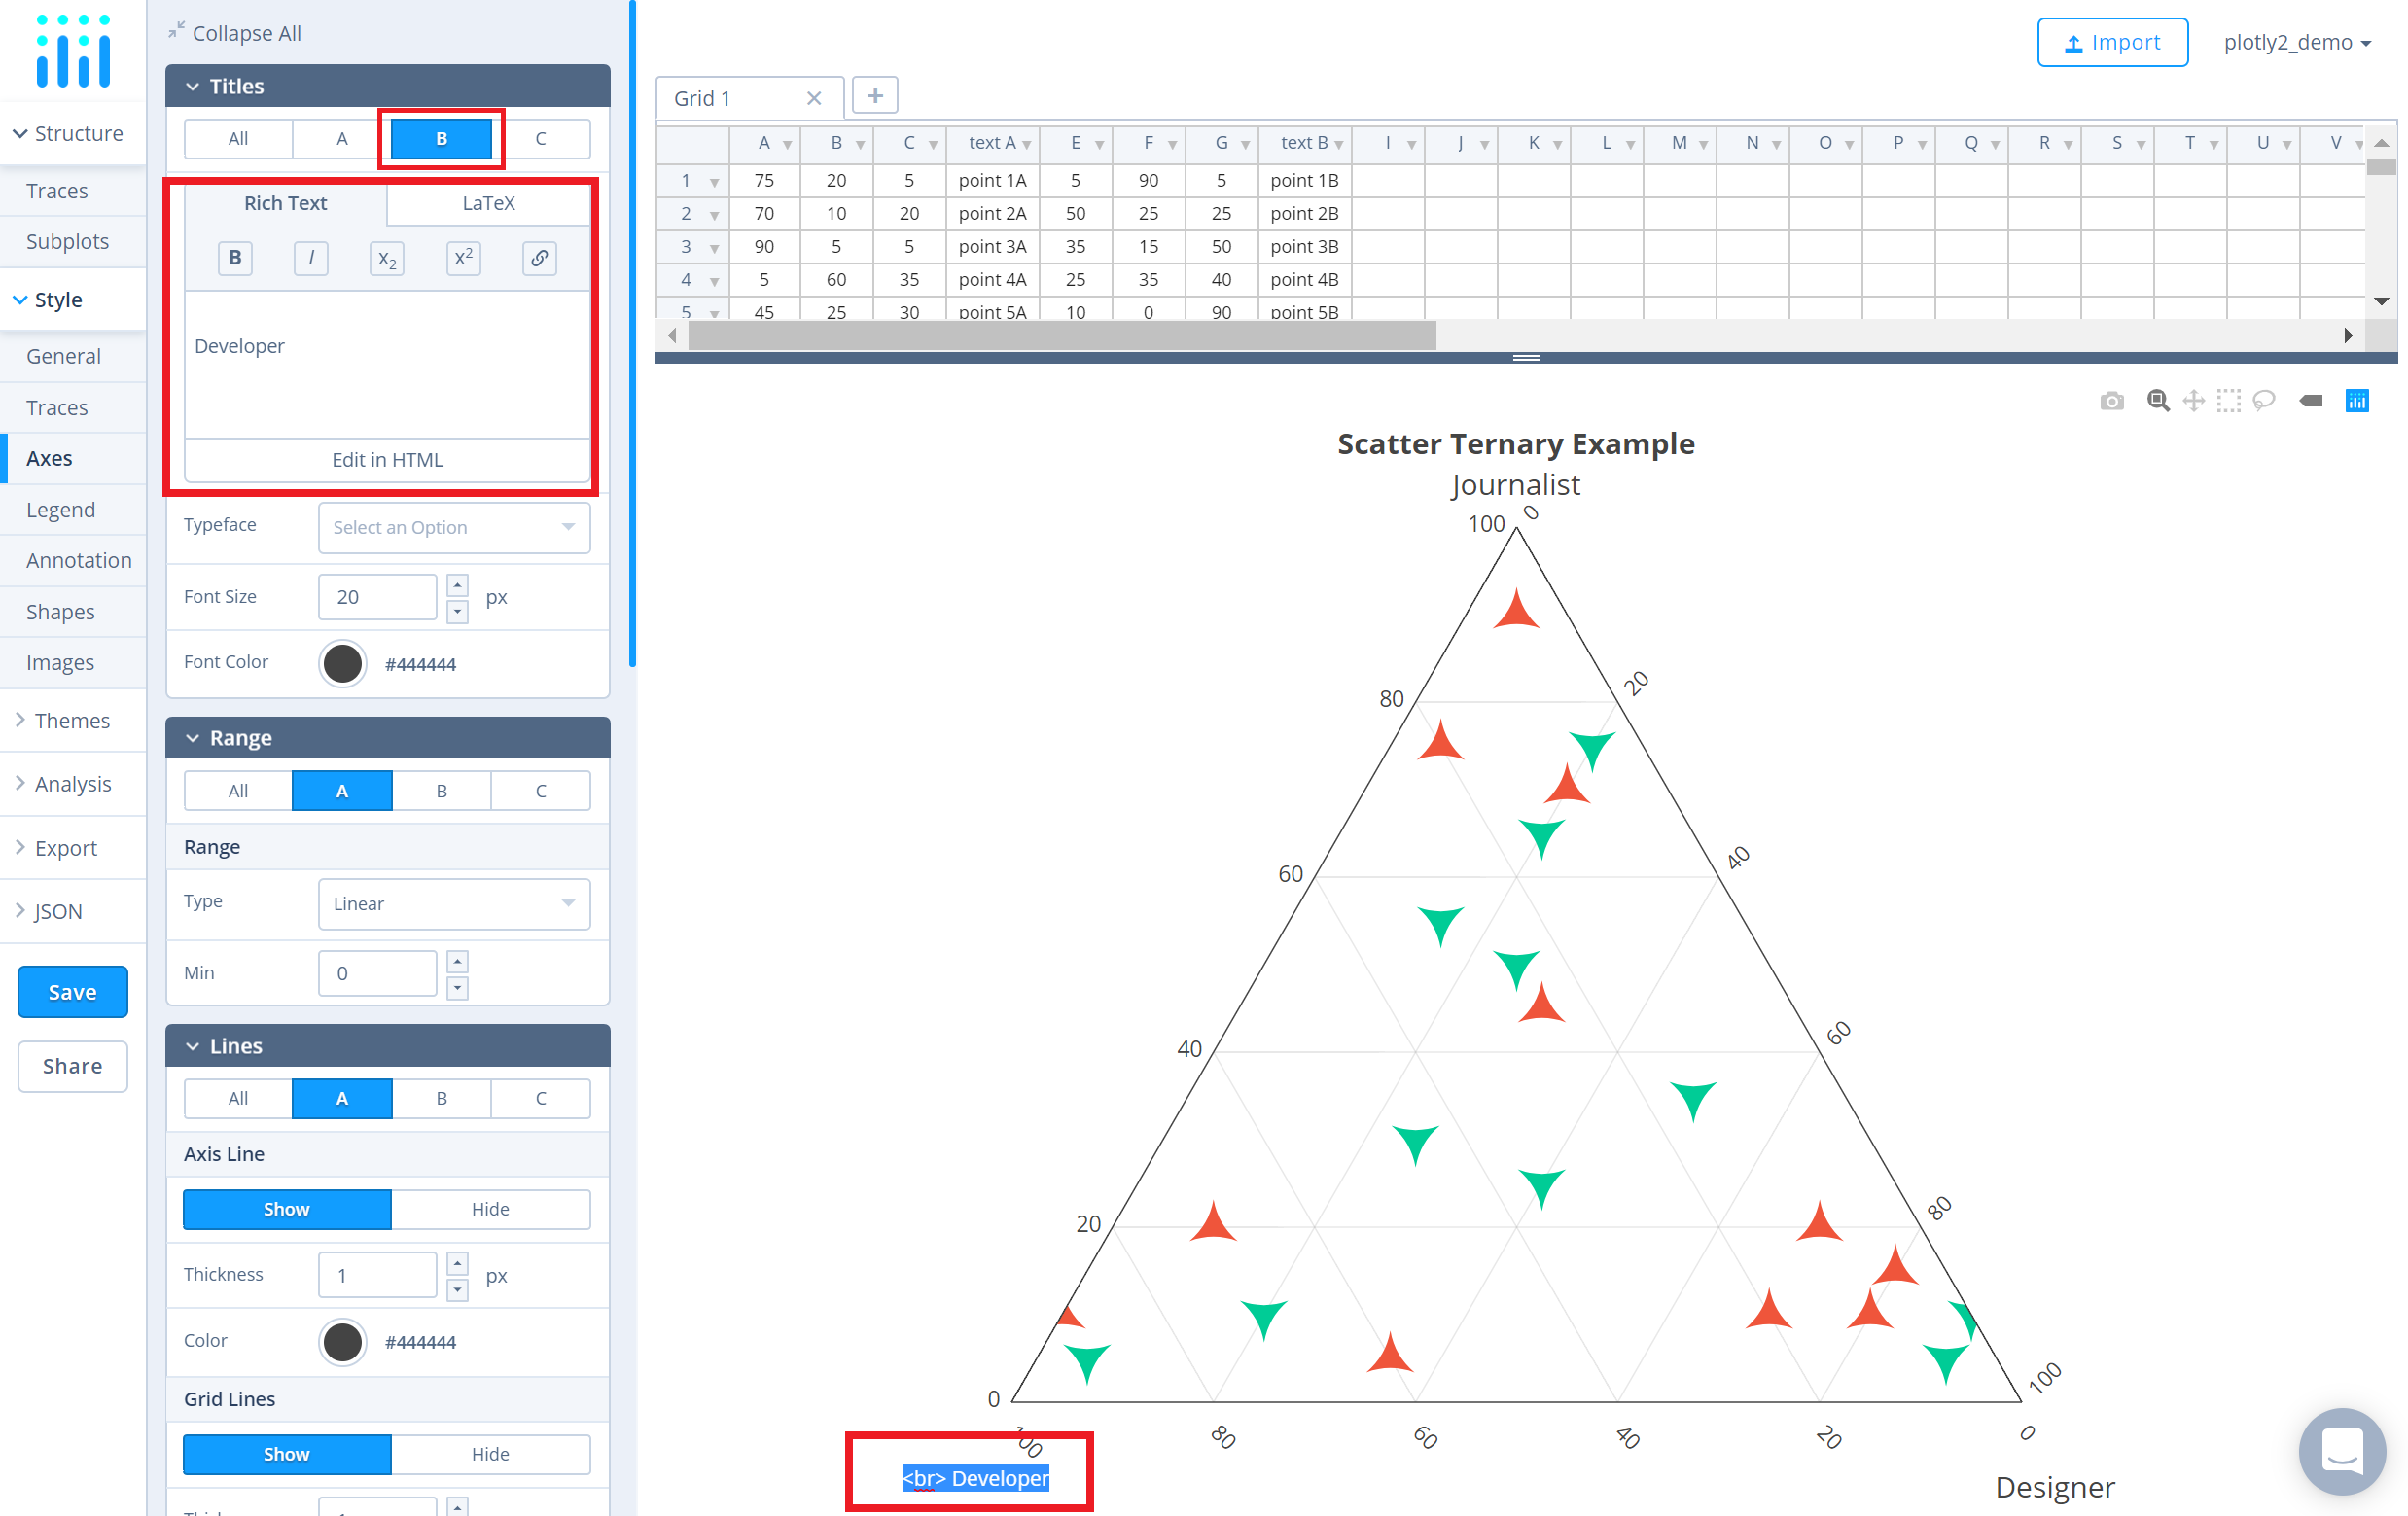 Collapse All
Structure
Traces
Subplots
Style
General
Traces
Axes
Legend
Annotation
Shapes
Images
Themes
Analysis
Export
JSON
Save
Share
Titles
All A B C
Rich Text LaTeX
B I x2 x2
Developer
Edit in HTML
Typeface Select an Option
Font Size 20 px
Font Color #444444
Range
All A B C
Range
Type Linear
Min 0
Lines
All A B C
Axis Line
Show Hide
Thickness 1 px
Color #444444
Grid Lines
Show Hide
Import plotly2_demo
Grid 1 +
A B C text A E F G text B I J K L M N O P Q R S T U V
1 75 20 5 point 1A 5 90 5 point 1B
2 70 10 20 point 2A 50 25 25 point 2B
3 90 5 5 point 3A 35 15 50 point 3B
4 5 60 35 point 4A 25 35 40 point 4B
5 45 25 30 point 5A 10 0 90 point 5B
Scatter Ternary Example
Journalist
100 0
80 20
60 40
40 60
20 80
0 100
100 80 60 40 20 0
<br> Developer
Designer